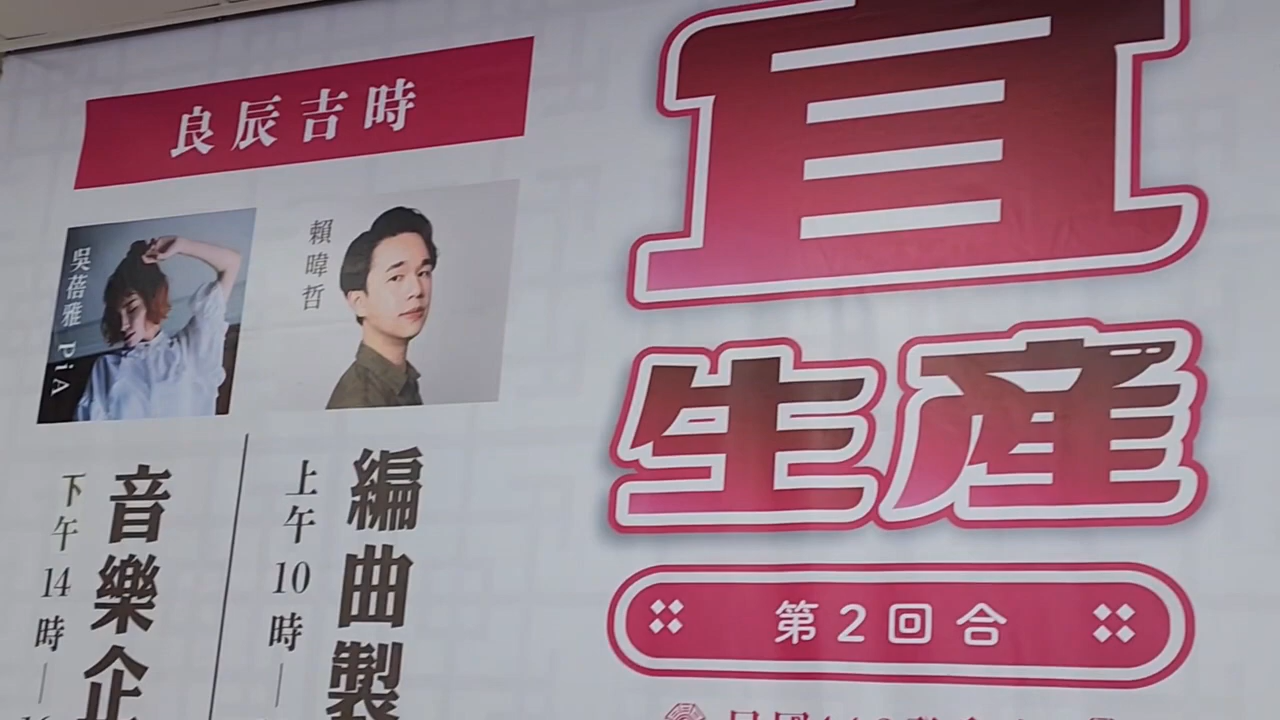 良辰吉時
吳蓓雅 PiA
賴暐哲
生產
第2回合
編曲製
上午10時—
音樂企
下午14時—